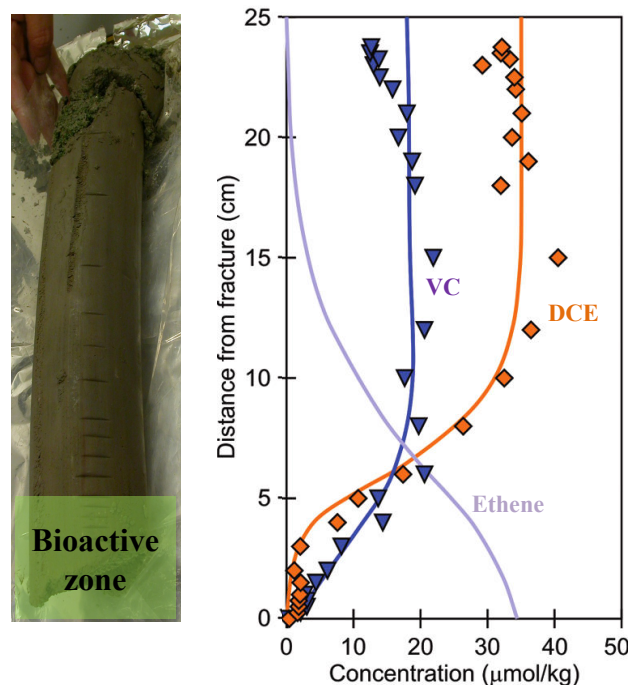 Bioactive
zone
25
20
15
10
5
0
Distance from fracture (cm)
VC
DCE
Ethene
0 10 20 30 40 50
Concentration (μmol/kg)